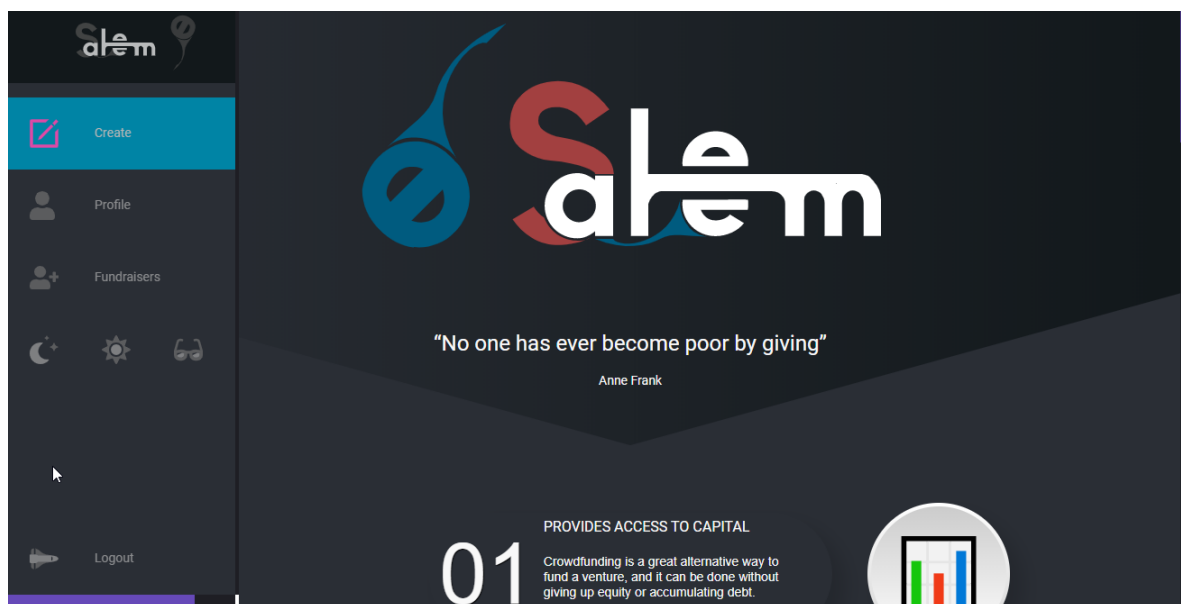 Salem
Create
Profile
Fundraisers
Logout
Salem
“No one has ever become poor by giving”
Anne Frank
01
PROVIDES ACCESS TO CAPITAL
Crowdfunding is a great alternative way to
fund a venture, and it can be done without
giving up equity or accumulating debt.